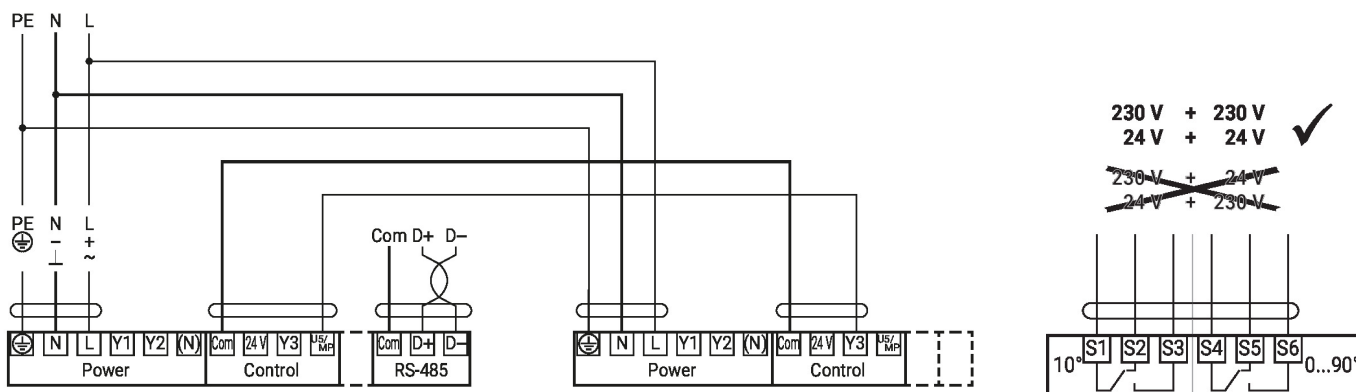 PE N L
230 V + 230 V
24 V + 24 V
230 V + 24 V
24 V + 230 V
PE N L
− +
⊥ ~
Com D+ D−
N L Y1 Y2 (N) Com 24 V Y3 U5/MP
Power Control
Com D+ D−
RS-485
N L Y1 Y2 (N) Com 24 V Y3 U5/MP
Power Control
S1 S2 S3 S4 S5 S6
10° 0...90°